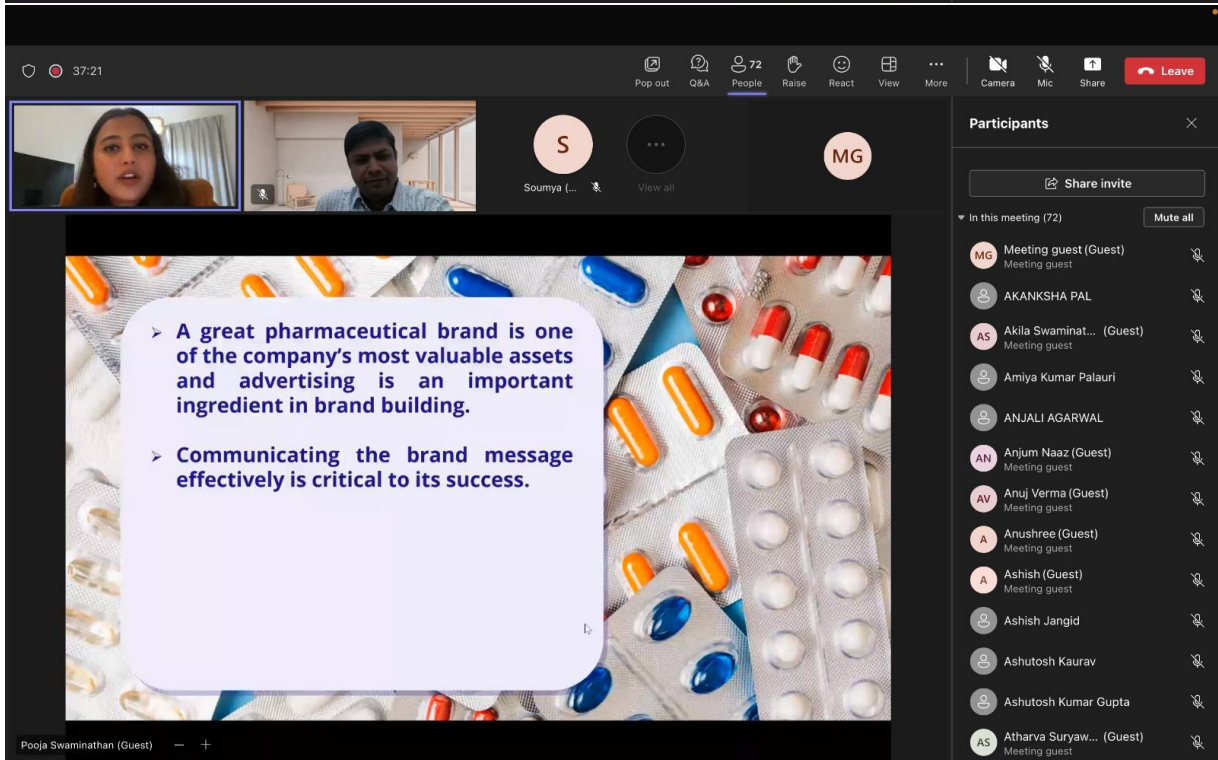 37:21
Pop out
Q&A
72
People
Raise
React
View
More
Camera
Mic
Share
Leave
S
Soumya (...
...
View all
MG
➢ A great pharmaceutical brand is one
of the company's most valuable assets
and advertising is an important
ingredient in brand building.
➢ Communicating the brand message
effectively is critical to its success.
Pooja Swaminathan (Guest)
Participants
Share invite
In this meeting (72)
Mute all
MG
Meeting guest (Guest)
Meeting guest
AKANKSHA PAL
AS
Akila Swaminat... (Guest)
Meeting guest
Amiya Kumar Palauri
ANJALI AGARWAL
AN
Anjum Naaz (Guest)
Meeting guest
AV
Anuj Verma (Guest)
Meeting guest
A
Anushree (Guest)
Meeting guest
A
Ashish (Guest)
Meeting guest
Ashish Jangid
Ashutosh Kaurav
Ashutosh Kumar Gupta
AS
Atharva Suryaw... (Guest)
Meeting guest